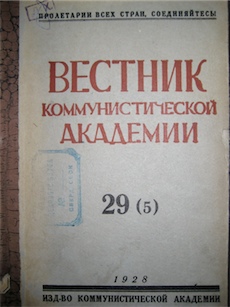 ПРОЛЕТАРИИ ВСЕХ СТРАН, СОЕДИНЯЙТЕСЬ
ВЕСТНИК
КОММУНИСТИЧЕСКОЙ
АКАДЕМИИ
29 (5)
1928
ИЗД-ВО КОММУНИСТИЧЕСКОЙ АКАДЕМИИ